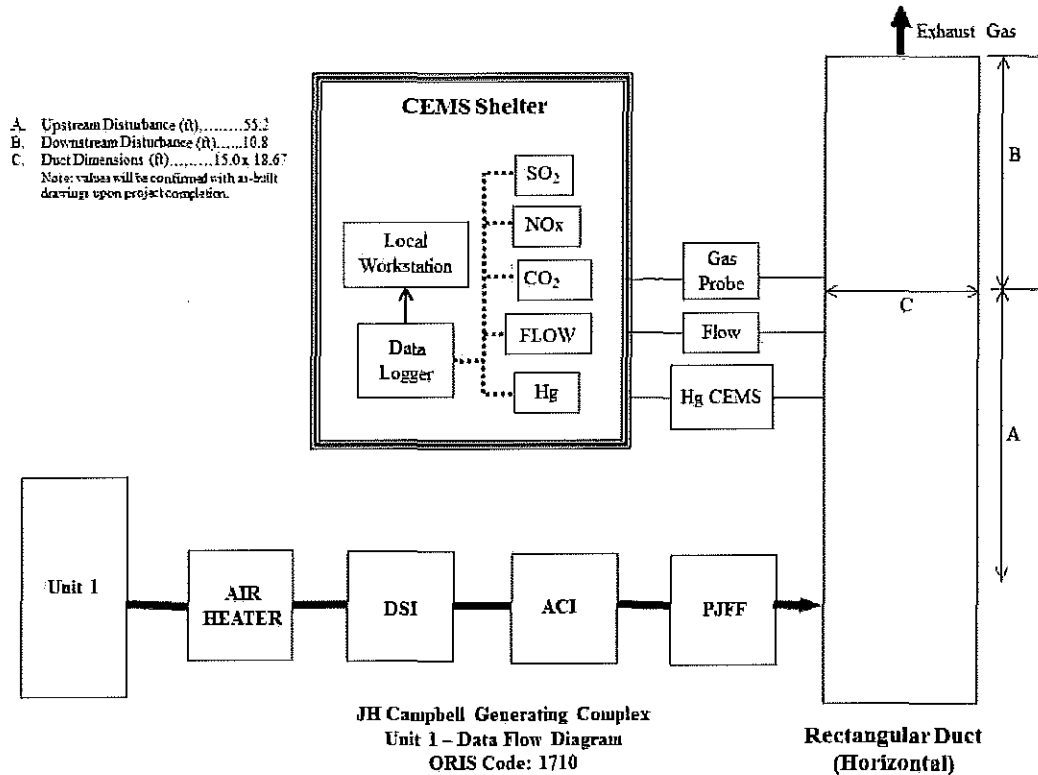 Exhaust Gas
A. Upstream Disturbance (ft).........55.2
B. Downstream Disturbance (ft).....10.8
C. Duct Dimensions (ft)..........15.0 x 18.67
Note: values will be confirmed with as-built
drawings upon project completion.
CEMS Shelter
SO₂
NOx
CO₂
FLOW
Hg
Local
Workstation
Data
Logger
Gas
Probe
Flow
Hg CEMS
B
C
A
Unit 1
AIR
HEATER
DSI
ACI
PJFF
JH Campbell Generating Complex
Unit 1 – Data Flow Diagram
ORIS Code: 1710
Rectangular Duct
(Horizontal)